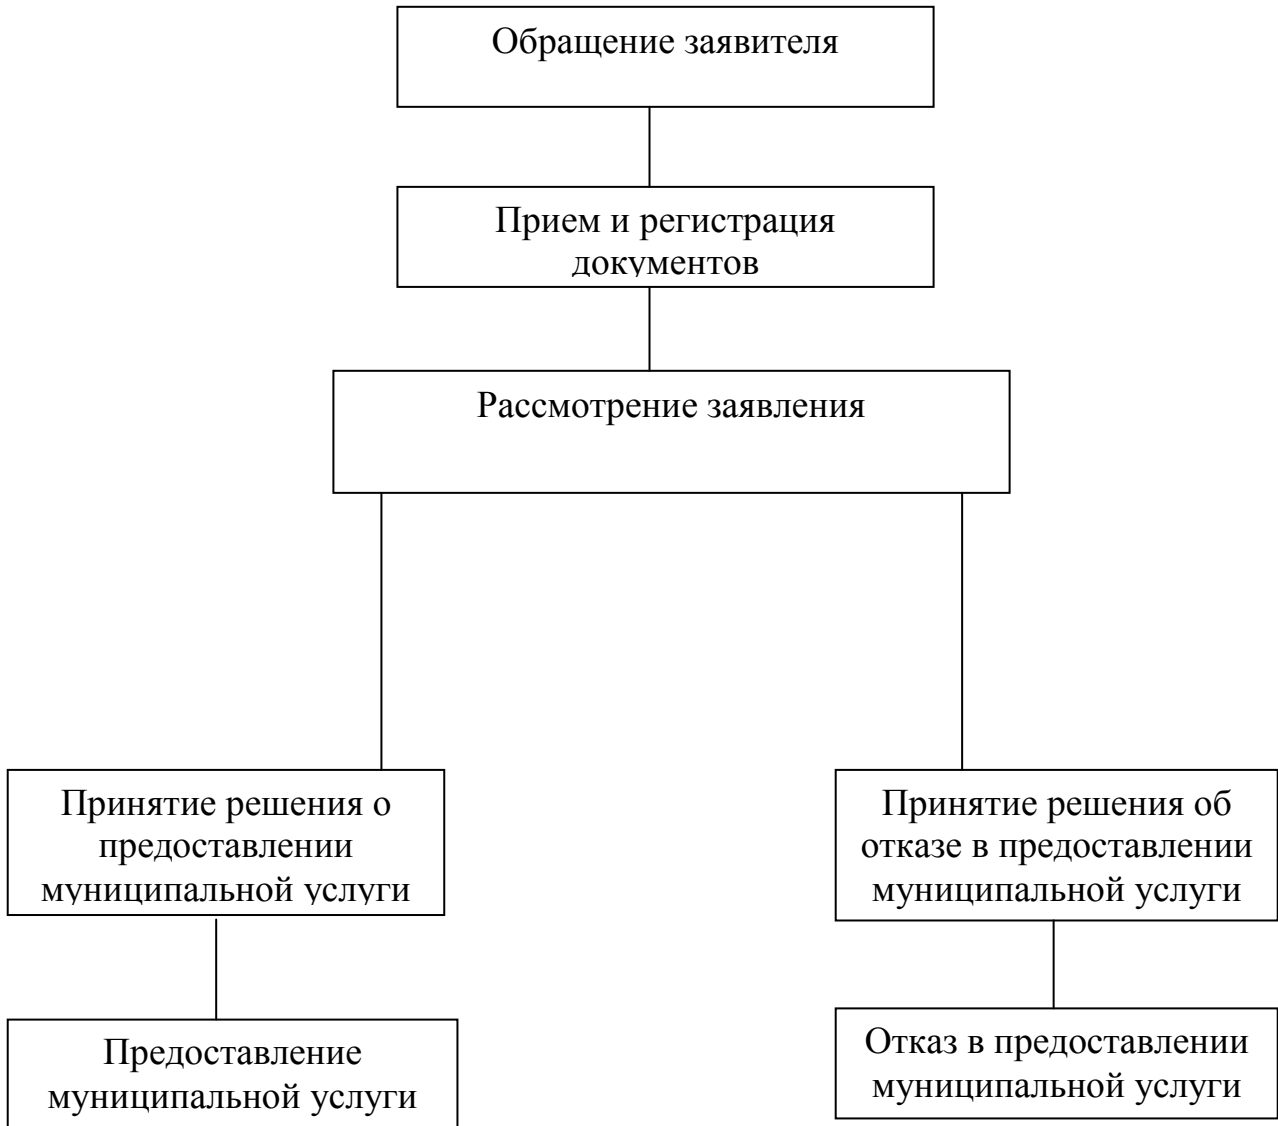 Обращение заявителя
Прием и регистрация
документов
Рассмотрение заявления
Принятие решения о
предоставлении
муниципальной услуги
Принятие решения об
отказе в предоставлении
муниципальной услуги
Предоставление
муниципальной услуги
Отказ в предоставлении
муниципальной услуги